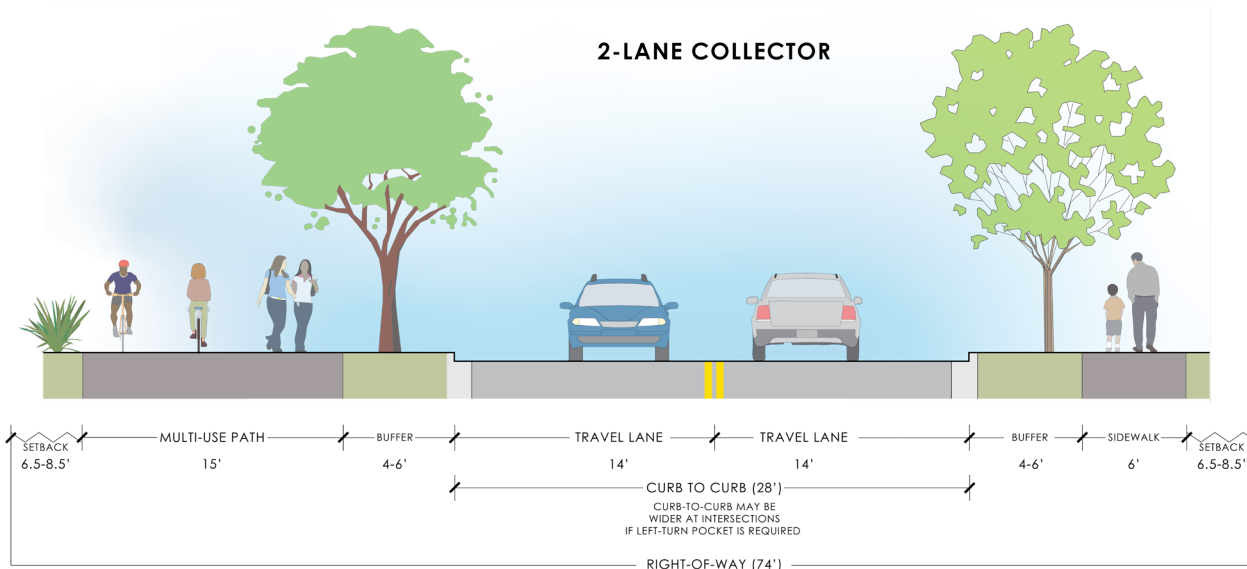 2-LANE COLLECTOR
SETBACK
MULTI-USE PATH
BUFFER
TRAVEL LANE
TRAVEL LANE
BUFFER
SIDEWALK
SETBACK
6.5-8.5'
15'
4-6'
14'
14'
4-6'
6'
6.5-8.5'
CURB TO CURB (28')
CURB-TO-CURB MAY BE
WIDER AT INTERSECTIONS
IF LEFT-TURN POCKET IS REQUIRED
RIGHT-OF-WAY (74')